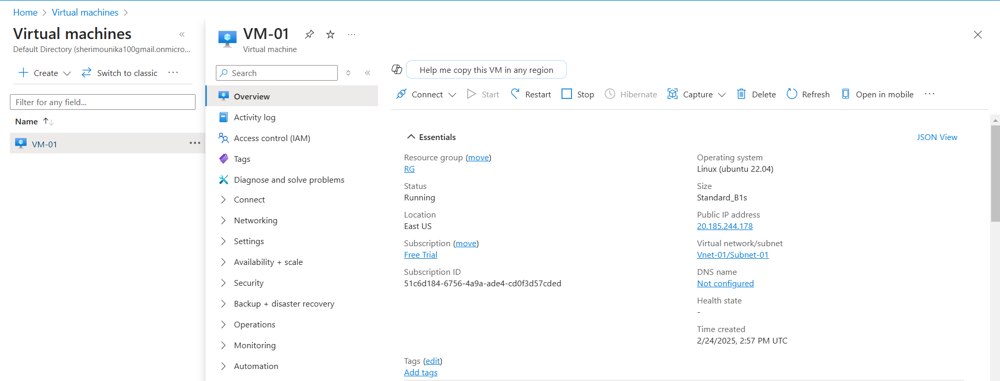 Home > Virtual machines >
Virtual machines «
Default Directory (sherimounika100gmail.onmicro...
+ Create Switch to classic ...
Filter for any field...
Name ↑↓
VM-01 ...
VM-01 ...
Virtual machine
Search «
Overview
Activity log
Access control (IAM)
Tags
Diagnose and solve problems
Connect
Networking
Settings
Availability + scale
Security
Backup + disaster recovery
Operations
Monitoring
Automation
Help me copy this VM in any region
Connect Start Restart Stop Hibernate Capture Delete Refresh Open in mobile ...
Essentials JSON View
Resource group (move)
RG
Status
Running
Location
East US
Subscription (move)
Free Trial
Subscription ID
51c6d184-6756-4a9a-ade4-cd0f3d57cded
Operating system
Linux (ubuntu 22.04)
Size
Standard_B1s
Public IP address
20.185.244.178
Virtual network/subnet
Vnet-01/Subnet-01
DNS name
Not configured
Health state
-
Time created
2/24/2025, 2:57 PM UTC
Tags (edit)
Add tags